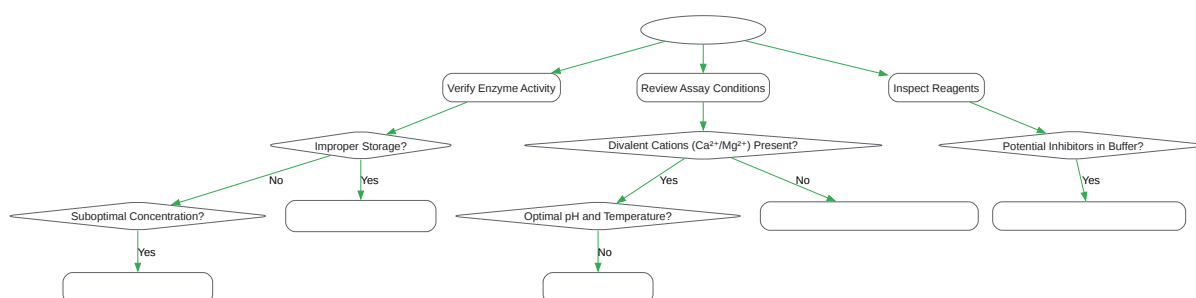 Verify Enzyme Activity
Review Assay Conditions
Inspect Reagents
Improper Storage?
Divalent Cations (Ca²⁺/Mg²⁺) Present?
Potential Inhibitors in Buffer?
No
Yes
Yes
No
Yes
Suboptimal Concentration?
Optimal pH and Temperature?
Yes
No